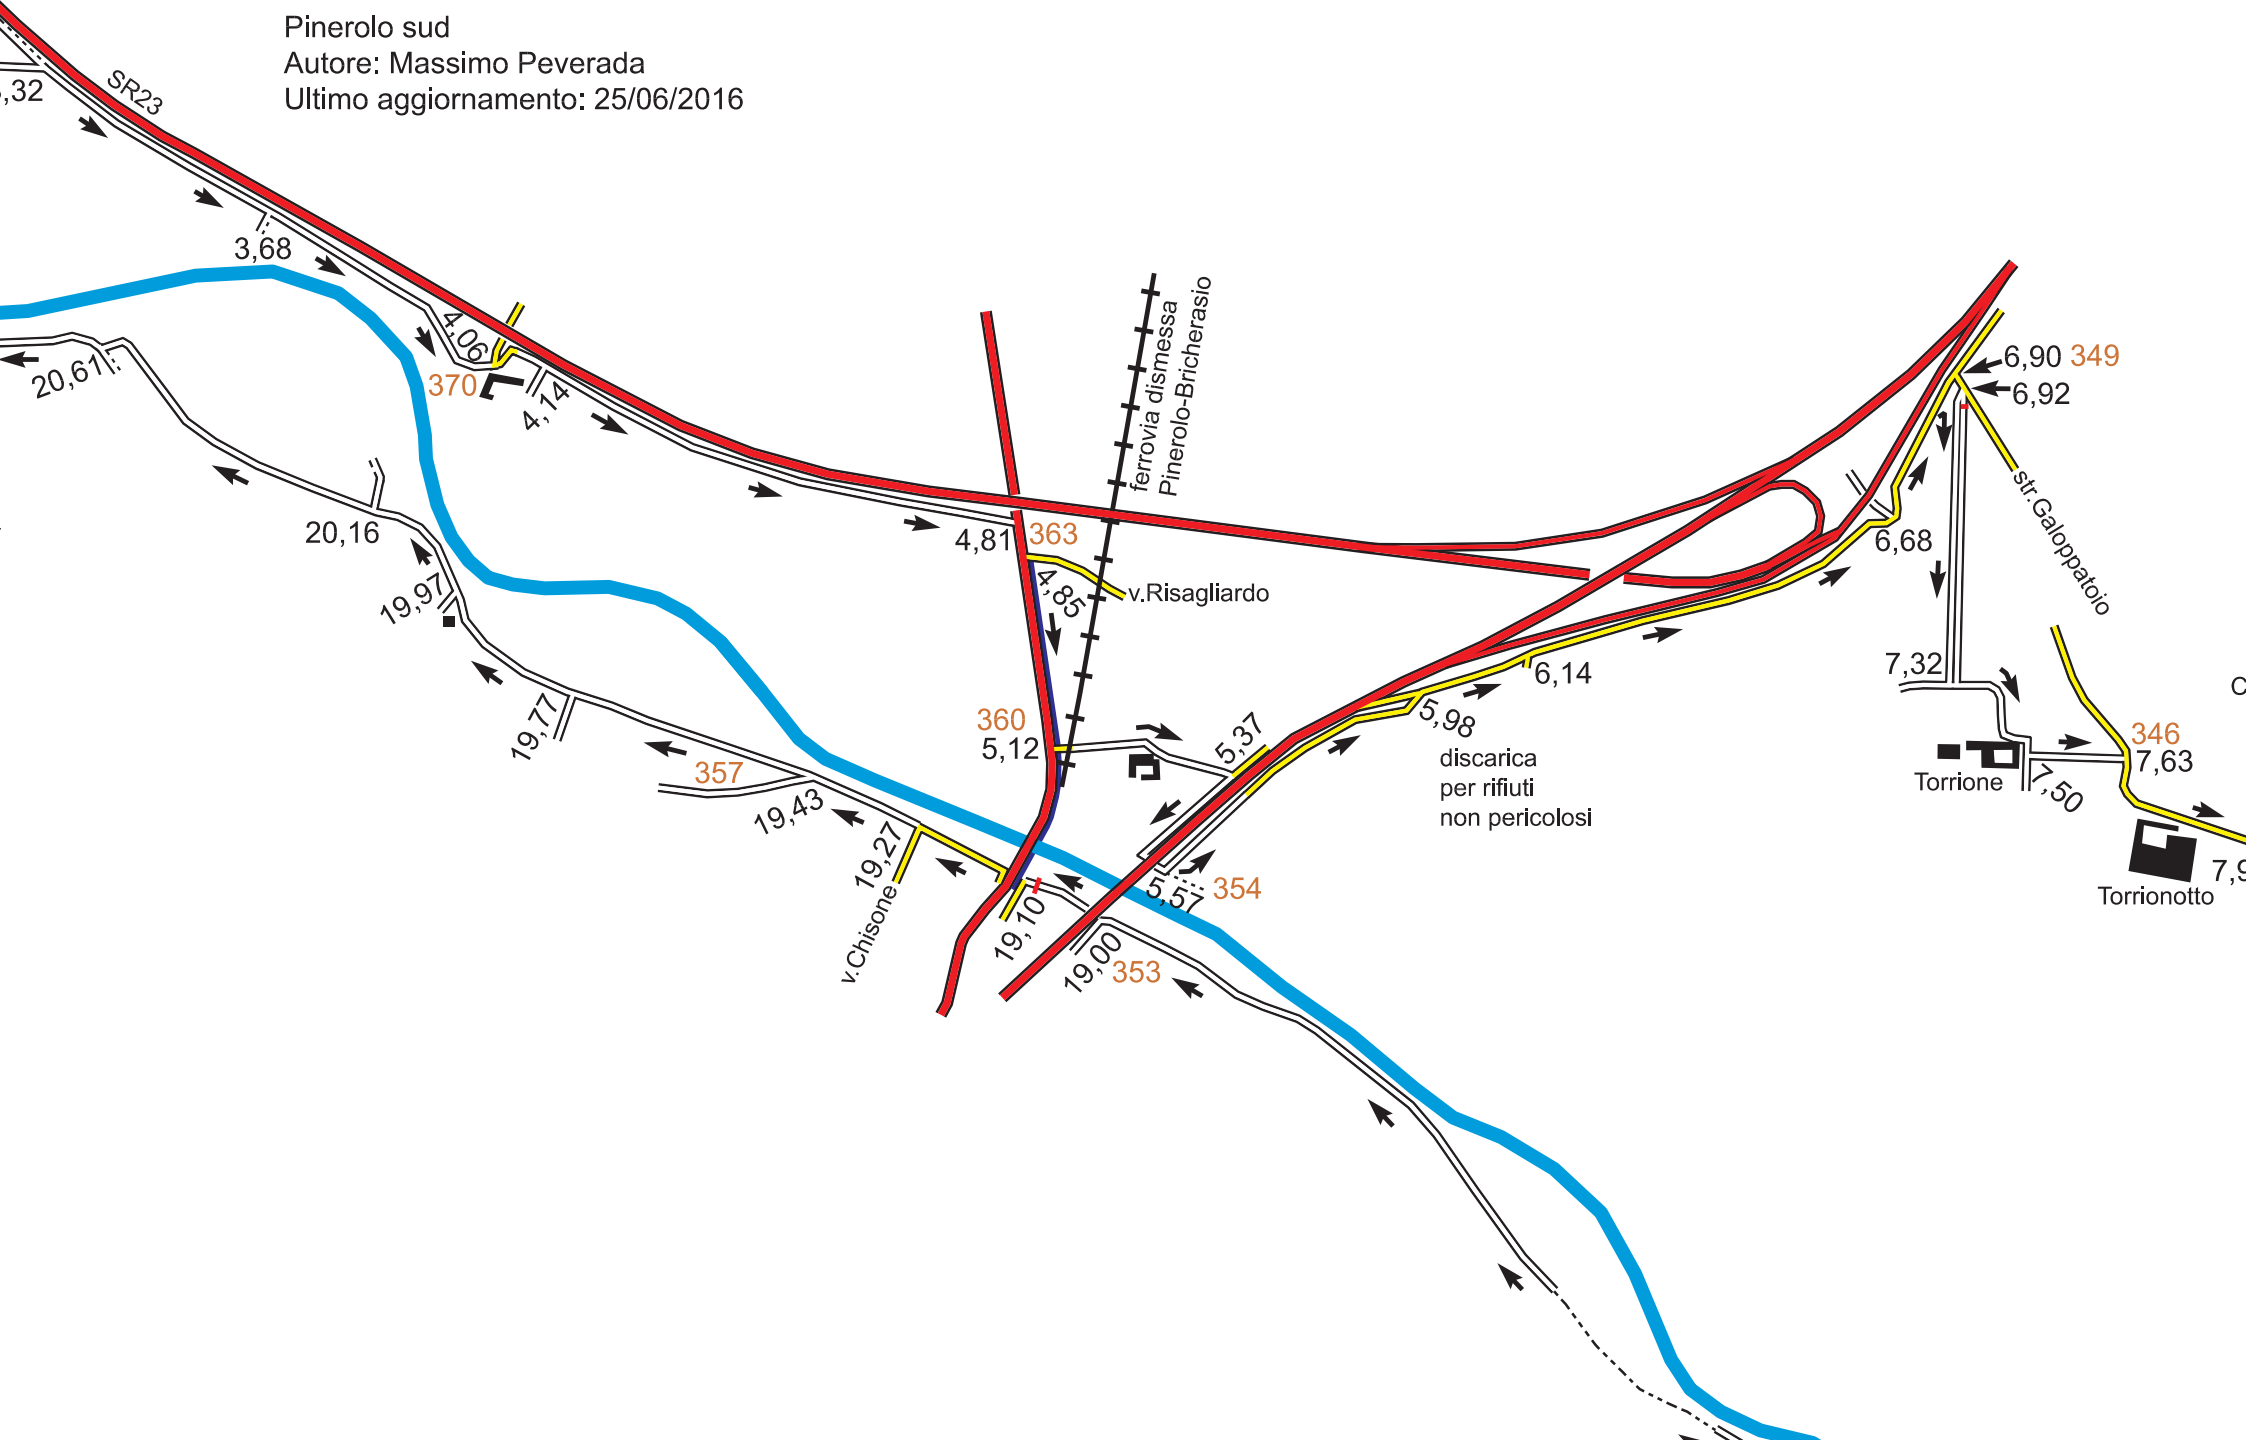 Pinerolo sud
Autore: Massimo Peverada
Ultimo aggiornamento: 25/06/2016
,32
SR23
3,68
4,06
370
4,14
20,61
20,16
19,97
19,77
4,81
363
4,85
v.Risagliardo
ferrovia dismessa
Pinerolo-Bricherasio
360
5,12
5,37
357
19,43
19,27
v.Chisone
19,10
19,00
353
5,57
354
5,98
discarica
per rifiuti
non pericolosi
6,14
6,68
6,90 349
6,92
str.Galoppatoio
7,32
Torrione
7,50
346
7,63
Torrionotto
7,9